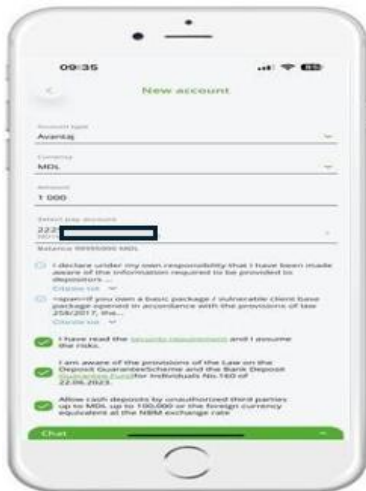 09:35
New account
Account type
Avantaj
Currency
MDL
Amount
1 000
Select pay account
222
Balance 99995000 MDL
I declare under my own responsibility that I have been made
aware of the information required to be provided to
depositors ...
Citeste tot
<span>If you own a basic package / vulnerable client base
package opened in accordance with the provisions of law
258/2017, the...
Citeste tot
I have read the security requirement and I assume
the risks.
I am aware of the provisions of the Law on the
Deposit GuaranteeScheme and the Bank Deposit
Guarantee Fund for Individuals No.160 of
22.06.2023.
Allow cash deposits by unauthorized third parties
up to MDL up to 100,000 or the foreign currency
equivalent at the NBM exchange rate
Chat